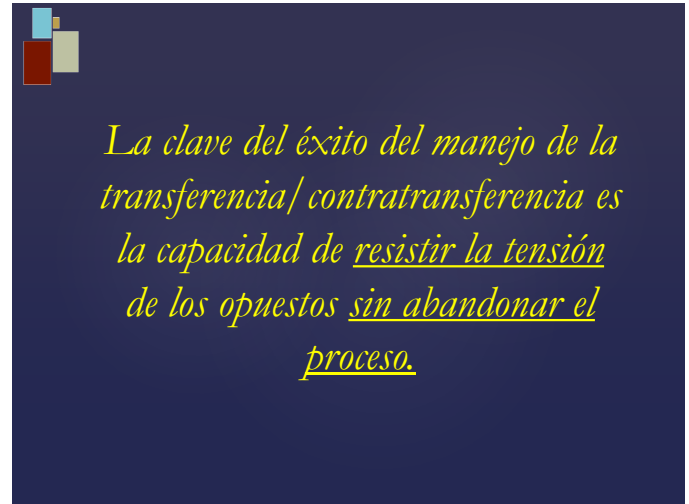 La clave del éxito del manejo de la
transferencia/contratransferencia es
la capacidad de resistir la tensión
de los opuestos sin abandonar el
proceso.